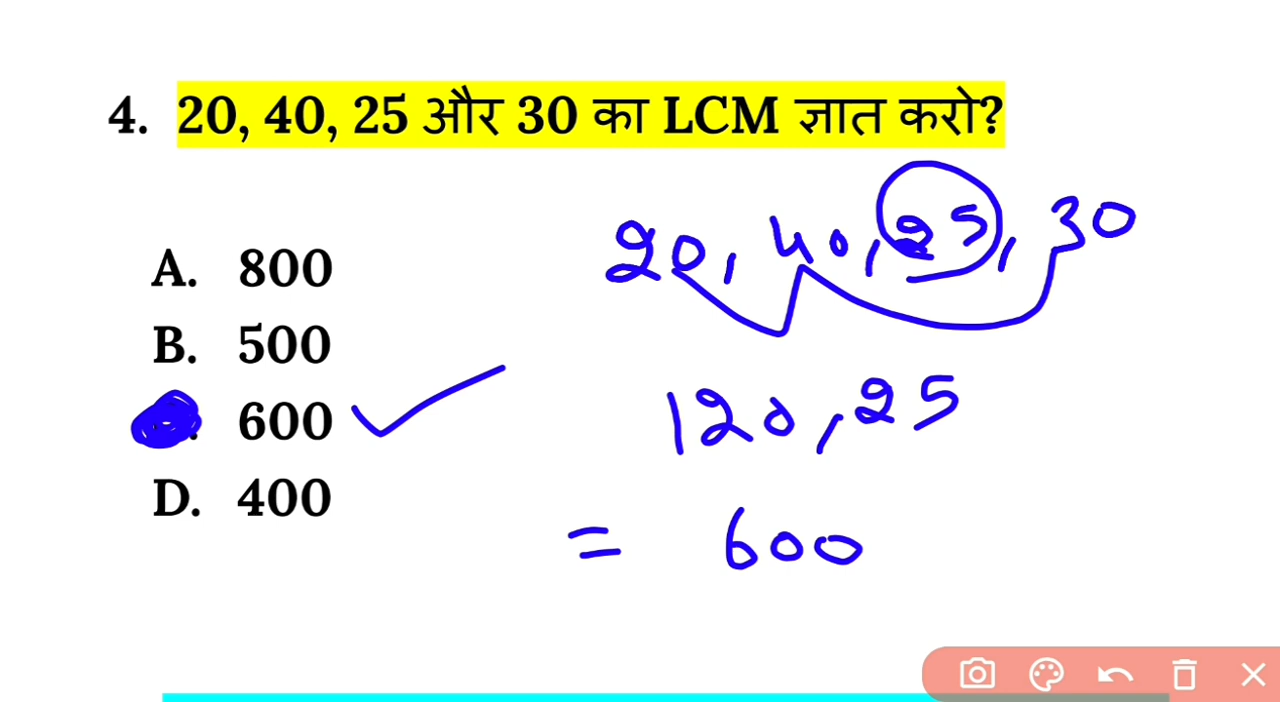 4. 20, 40, 25 और 30 का LCM ज्ञात करो?
20, 40, 25, 30
A. 800
B. 500
120, 25
600
D. 400
= 600